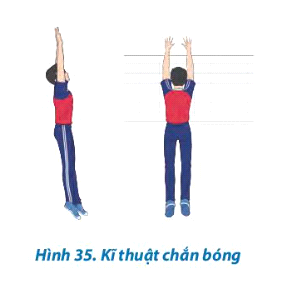 Hình 35. Kĩ thuật chắn bóng